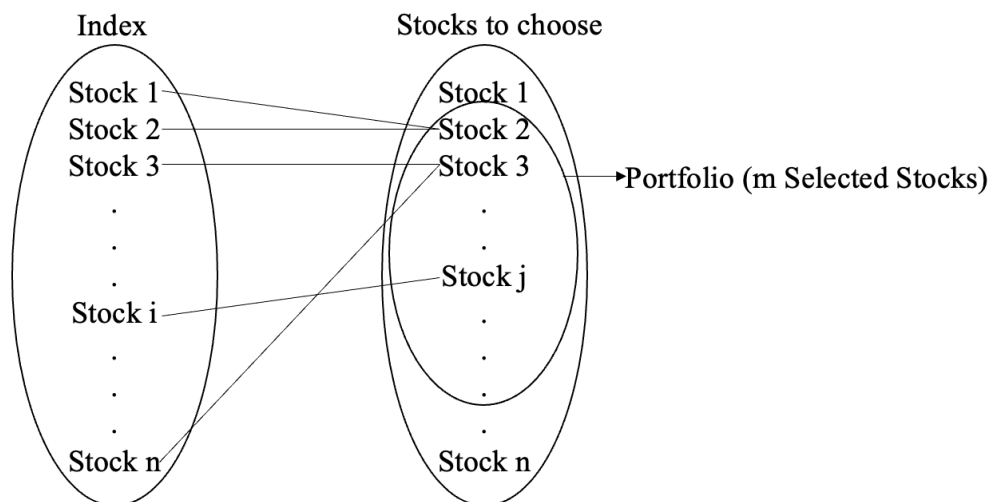 Index Stocks to choose
Stock 1 Stock 1
Stock 2 Stock 2
Stock 3 Stock 3
Portfolio (m Selected Stocks)
.
.
.
.
.
Stock j
Stock i
.
.
.
.
.
.
.
.
Stock n Stock n